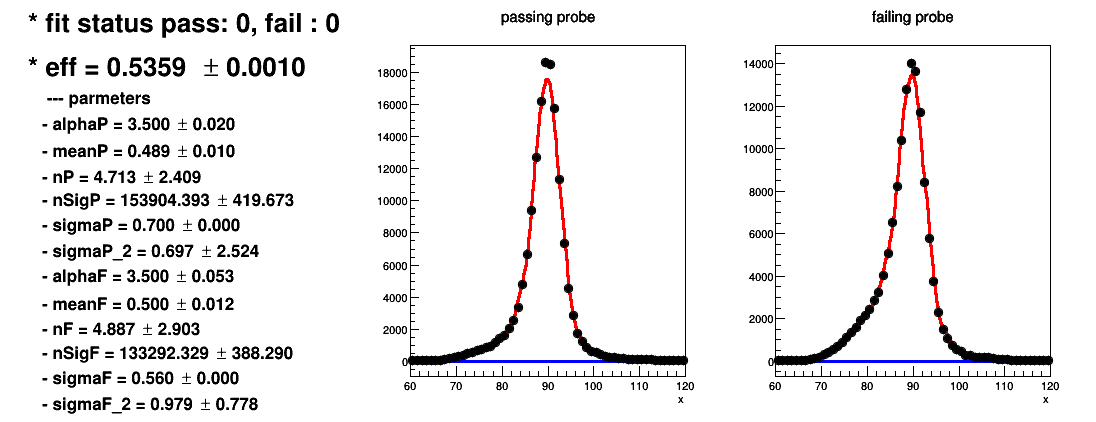 * fit status pass: 0, fail : 0
* eff = 0.5359 ± 0.0010
--- parmeters
- alphaP = 3.500 ± 0.020
- meanP = 0.489 ± 0.010
- nP = 4.713 ± 2.409
- nSigP = 153904.393 ± 419.673
- sigmaP = 0.700 ± 0.000
- sigmaP_2 = 0.697 ± 2.524
- alphaF = 3.500 ± 0.053
- meanF = 0.500 ± 0.012
- nF = 4.887 ± 2.903
- nSigF = 133292.329 ± 388.290
- sigmaF = 0.560 ± 0.000
- sigmaF_2 = 0.979 ± 0.778
passing probe
18000
16000
14000
12000
10000
8000
6000
4000
2000
0
60 70 80 90 100 110 120
x
failing probe
14000
12000
10000
8000
6000
4000
2000
0
60 70 80 90 100 110 120
x